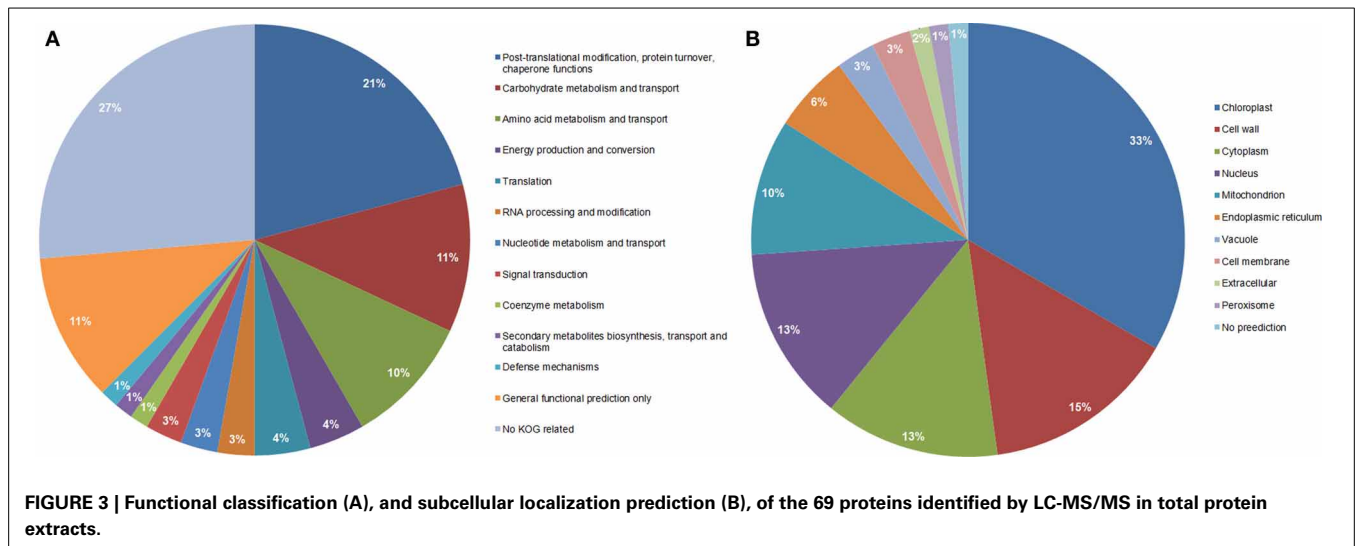 A
21%
11%
10%
4%
4%
3%
3%
3%
1%
1%
1%
11%
27%
Post-translational modification, protein turnover,
chaperone functions
Carbohydrate metabolism and transport
Amino acid metabolism and transport
Energy production and conversion
Translation
RNA processing and modification
Nucleotide metabolism and transport
Signal transduction
Coenzyme metabolism
Secondary metabolites biosynthesis, transport and
catabolism
Defense mechanisms
General functional prediction only
No KOG related
B
33%
15%
13%
13%
10%
6%
3%
3%
2%
1%
1%
Chloroplast
Cell wall
Cytoplasm
Nucleus
Mitochondrion
Endoplasmic reticulum
Vacuole
Cell membrane
Extracellular
Peroxisome
No preediction
FIGURE 3 | Functional classification (A), and subcellular localization prediction (B), of the 69 proteins identified by LC-MS/MS in total protein
extracts.